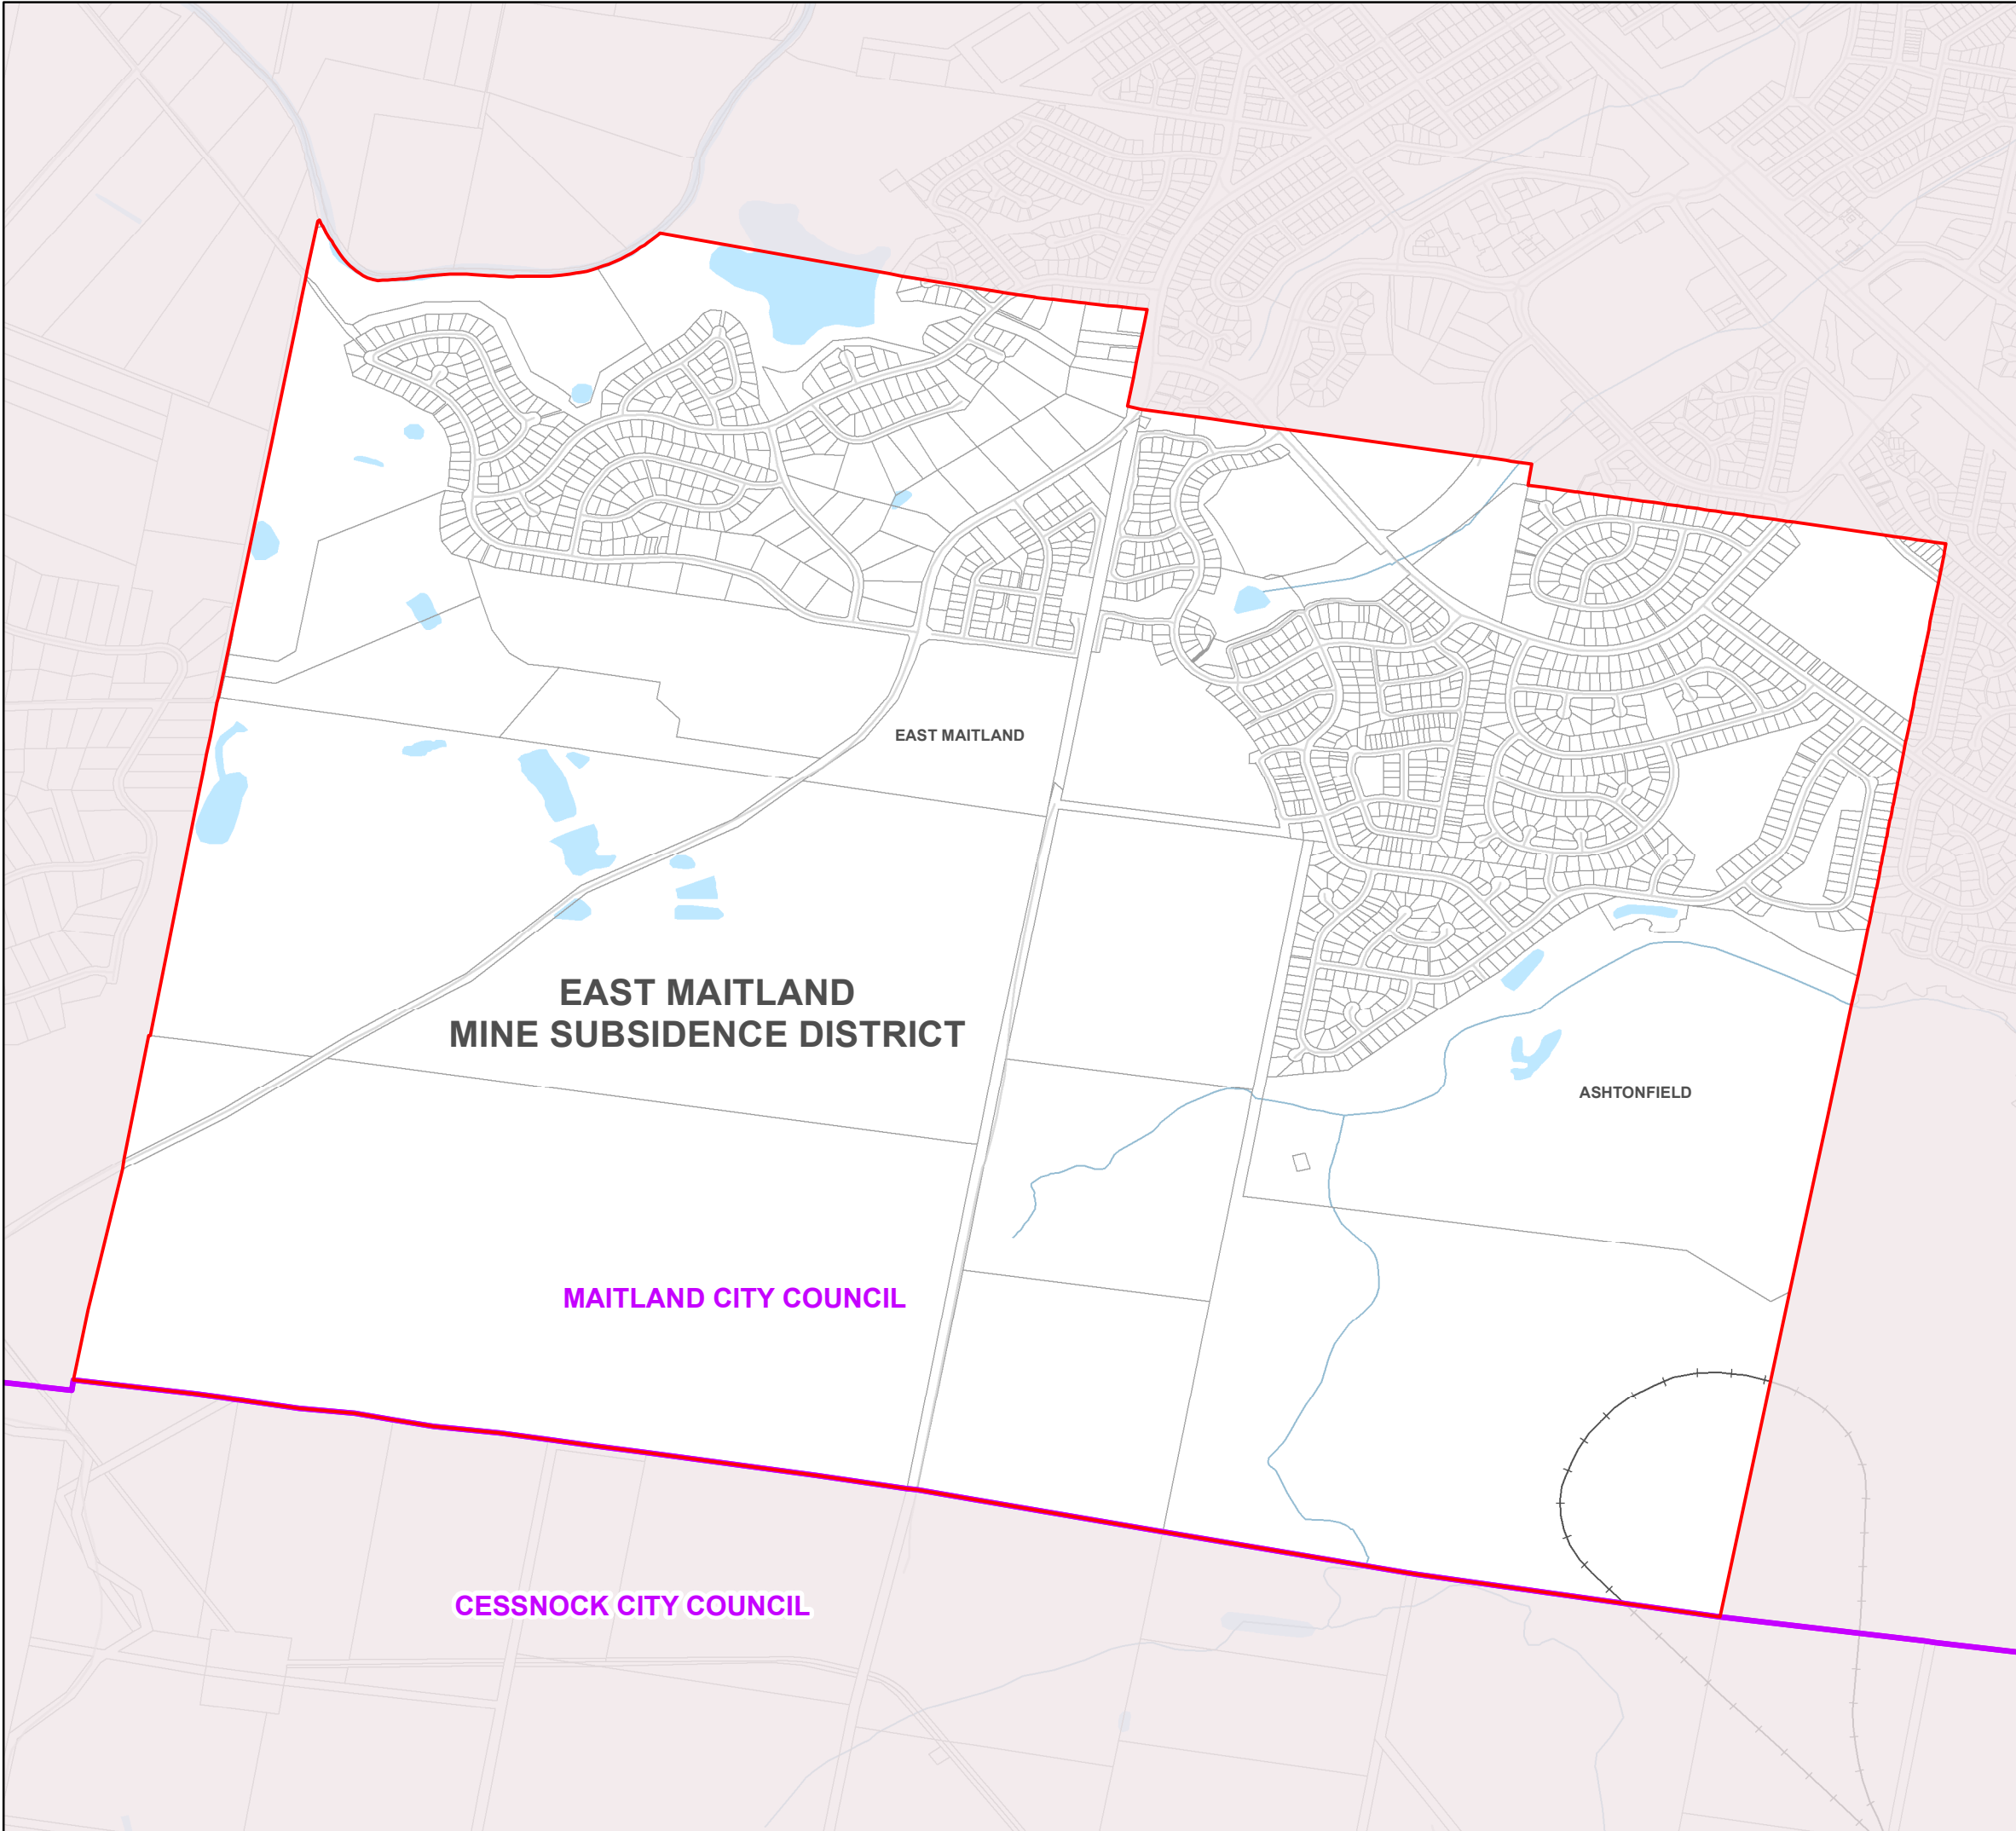 EAST MAITLAND
EAST MAITLAND
MINE SUBSIDENCE DISTRICT
ASHTONFIELD
MAITLAND CITY COUNCIL
CESSNOCK CITY COUNCIL